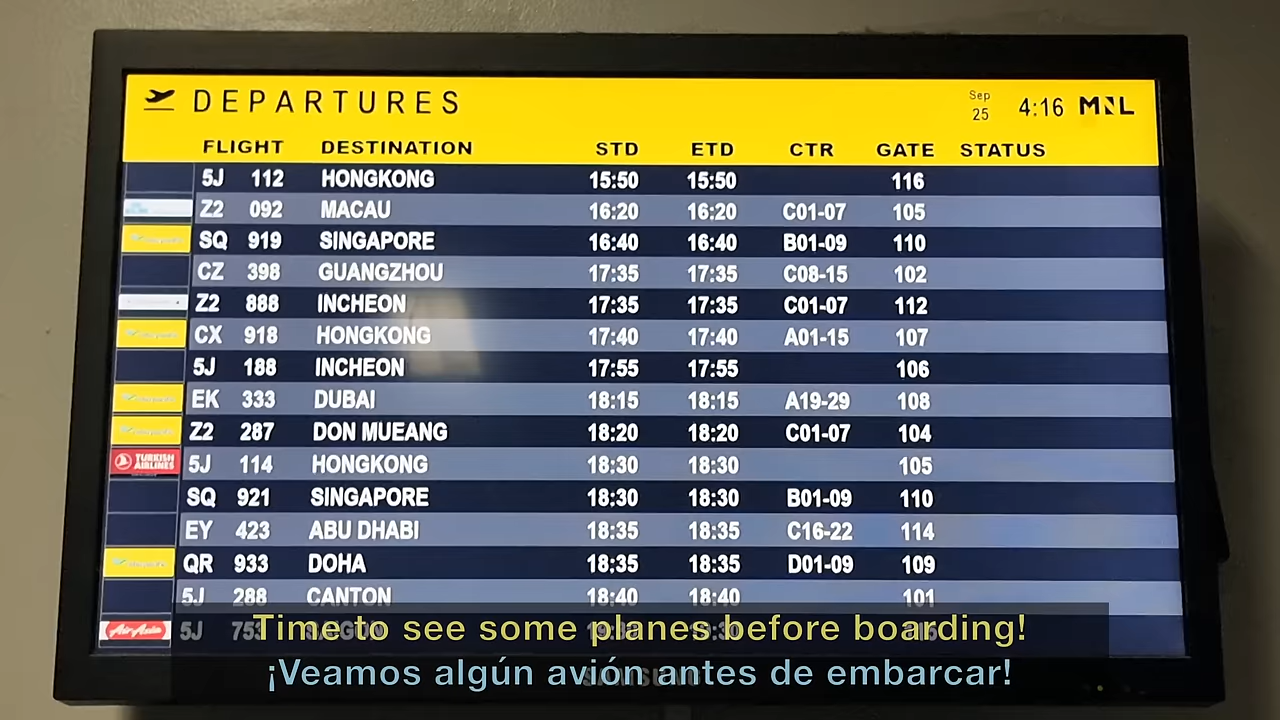 DEPARTURES Sep 25 4:16 MNL
FLIGHT DESTINATION STD ETD CTR GATE STATUS
5J 112 HONGKONG 15:50 15:50 116
Z2 092 MACAU 16:20 16:20 C01-07 105
SQ 919 SINGAPORE 16:40 16:40 B01-09 110
CZ 398 GUANGZHOU 17:35 17:35 C08-15 102
Z2 888 INCHEON 17:35 17:35 C01-07 112
CX 918 HONGKONG 17:40 17:40 A01-15 107
5J 188 INCHEON 17:55 17:55 106
EK 333 DUBAI 18:15 18:15 A19-29 108
Z2 287 DON MUEANG 18:20 18:20 C01-07 104
TURKISH AIRLINES 5J 114 HONGKONG 18:30 18:30 105
SQ 921 SINGAPORE 18:30 18:30 B01-09 110
EY 423 ABU DHABI 18:35 18:35 C16-22 114
QR 933 DOHA 18:35 18:35 D01-09 109
5J 288 CANTON 18:40 18:40 101
AirAsia 5J 753 SAIGON
Time to see some planes before boarding!
SAMSUNG
¡Veamos algún avión antes de embarcar!